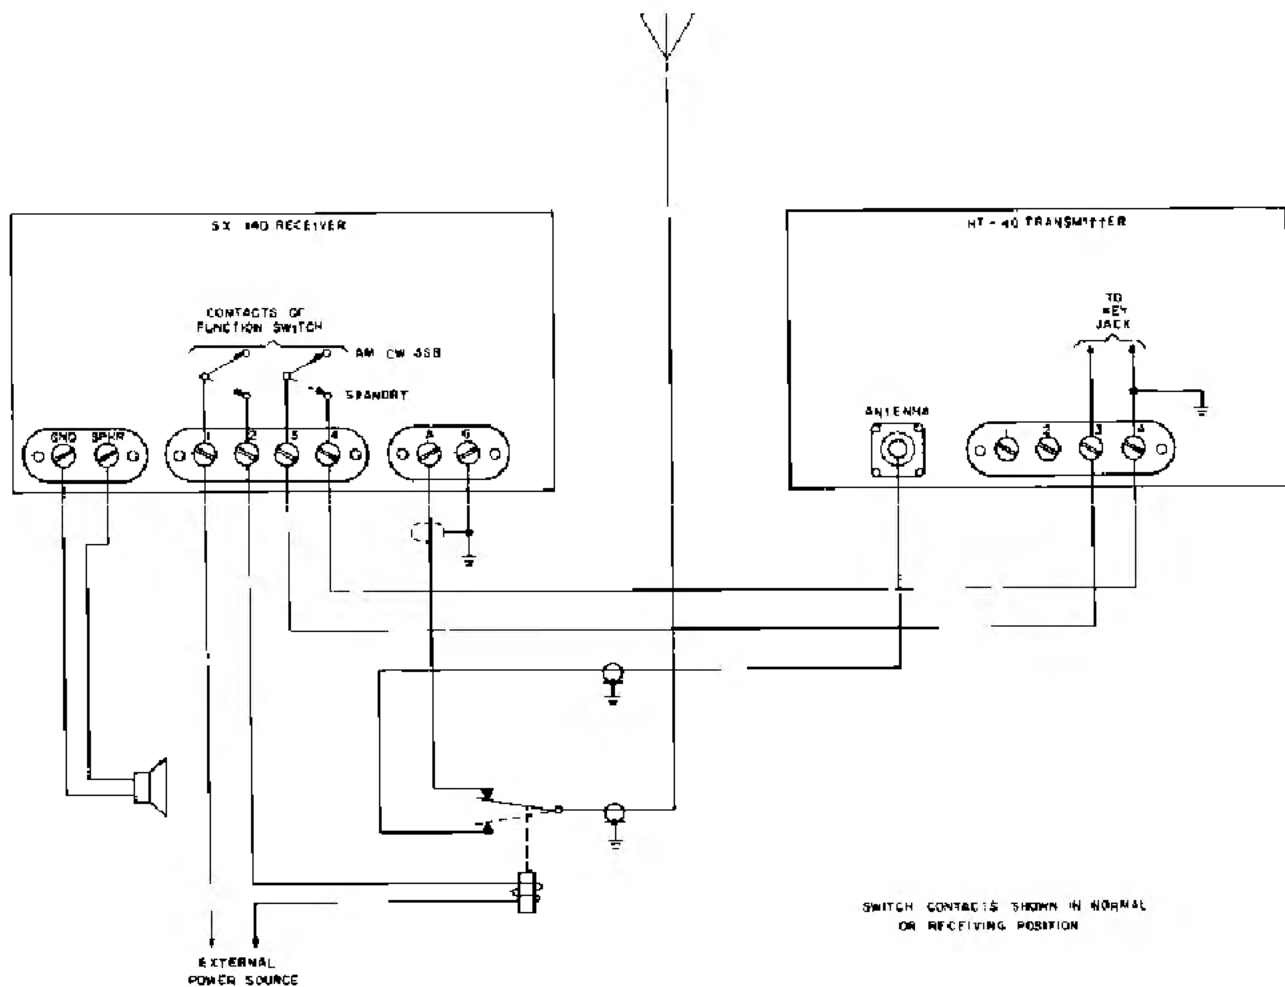 SX 140 RECEIVER
HT-40 TRANSMITTER
CONTACTS OF
FUNCTION SWITCH
AM CW SSB
STANDBY
TO
KEY
JACK
ANTENNA
GND SPKR
1 2 3 4
A G
1 2 3 4
SWITCH CONTACTS SHOWN IN NORMAL
OR RECEIVING POSITION
EXTERNAL
POWER SOURCE